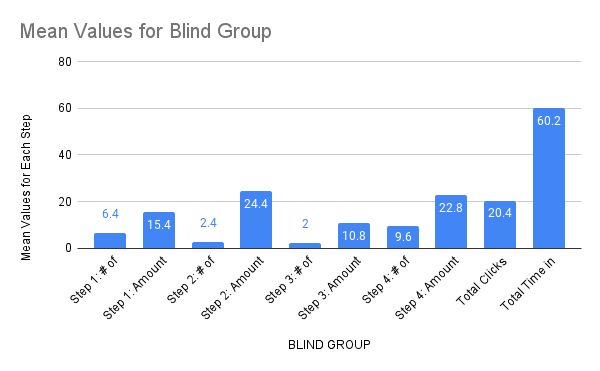 Mean Values for Blind Group
Mean Values for Each Step
80
60
40
20
0
6.4
15.4
2.4
24.4
2
10.8
9.6
22.8
20.4
60.2
Step 1: # of
Step 1: Amount
Step 2: # of
Step 2: Amount
Step 3: # of
Step 3: Amount
Step 4: # of
Step 4: Amount
Total Clicks
Total Time in
BLIND GROUP